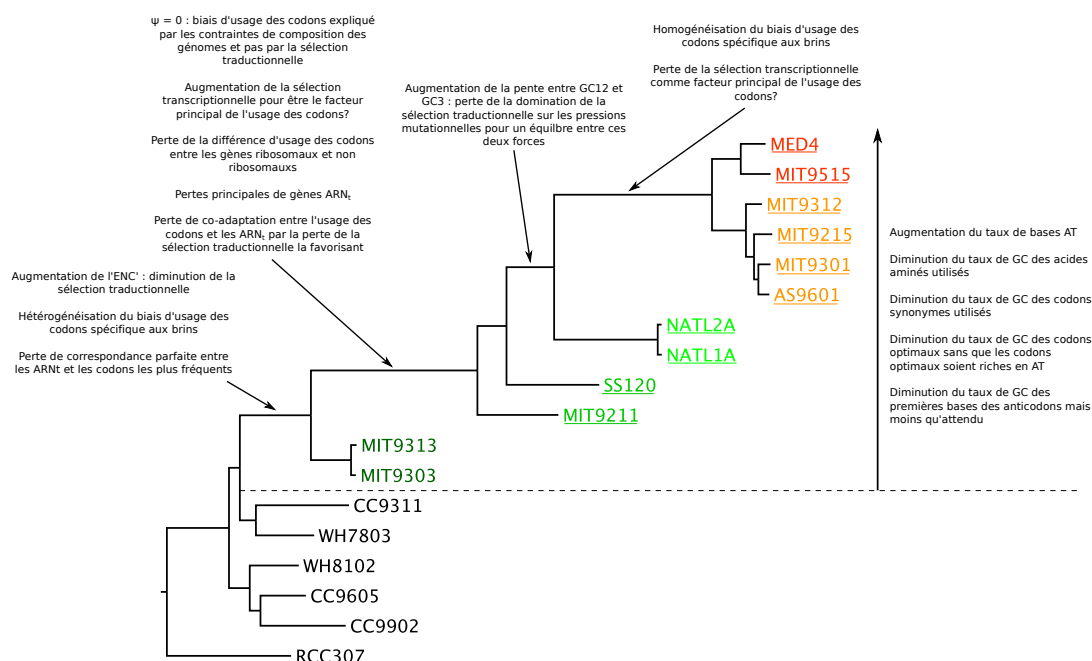 ψ = 0 : biais d'usage des codons expliqué
par les contraintes de composition des
génomes et pas par la sélection
traductionnelle
Augmentation de la sélection
transcriptionnelle pour être le facteur
principal de l'usage des codons?
Perte de la différence d'usage des codons
entre les gènes ribosomaux et non
ribosomauxs
Pertes principales de gènes ARNt
Perte de co-adaptation entre l'usage des
codons et les ARNt par la perte de la
sélection traductionnelle la favorisant
Augmentation de l'ENC' : diminution de la
sélection traductionnelle
Hétérogénéisation du biais d'usage des
codons spécifique aux brins
Perte de correspondance parfaite entre
les ARNt et les codons les plus fréquents
Augmentation de la pente entre GC12 et
GC3 : perte de la domination de la
sélection traductionnelle sur les pressions
mutationnelles pour un équilbre entre ces
deux forces
Homogénéisation du biais d'usage des
codons spécifique aux brins
Perte de la sélection transcriptionnelle
comme facteur principal de l'usage des
codons?
MED4
MIT9515
MIT9312
MIT9215
MIT9301
AS9601
NATL2A
NATL1A
SS120
MIT9211
MIT9313
MIT9303
CC9311
WH7803
WH8102
CC9605
CC9902
RCC307
Augmentation du taux de bases AT
Diminution du taux de GC des acides
aminés utilisés
Diminution du taux de GC des codons
synonymes utilisés
Diminution du taux de GC des codons
optimaux sans que les codons
optimaux soient riches en AT
Diminution du taux de GC des
premières bases des anticodons mais
moins qu'attendu